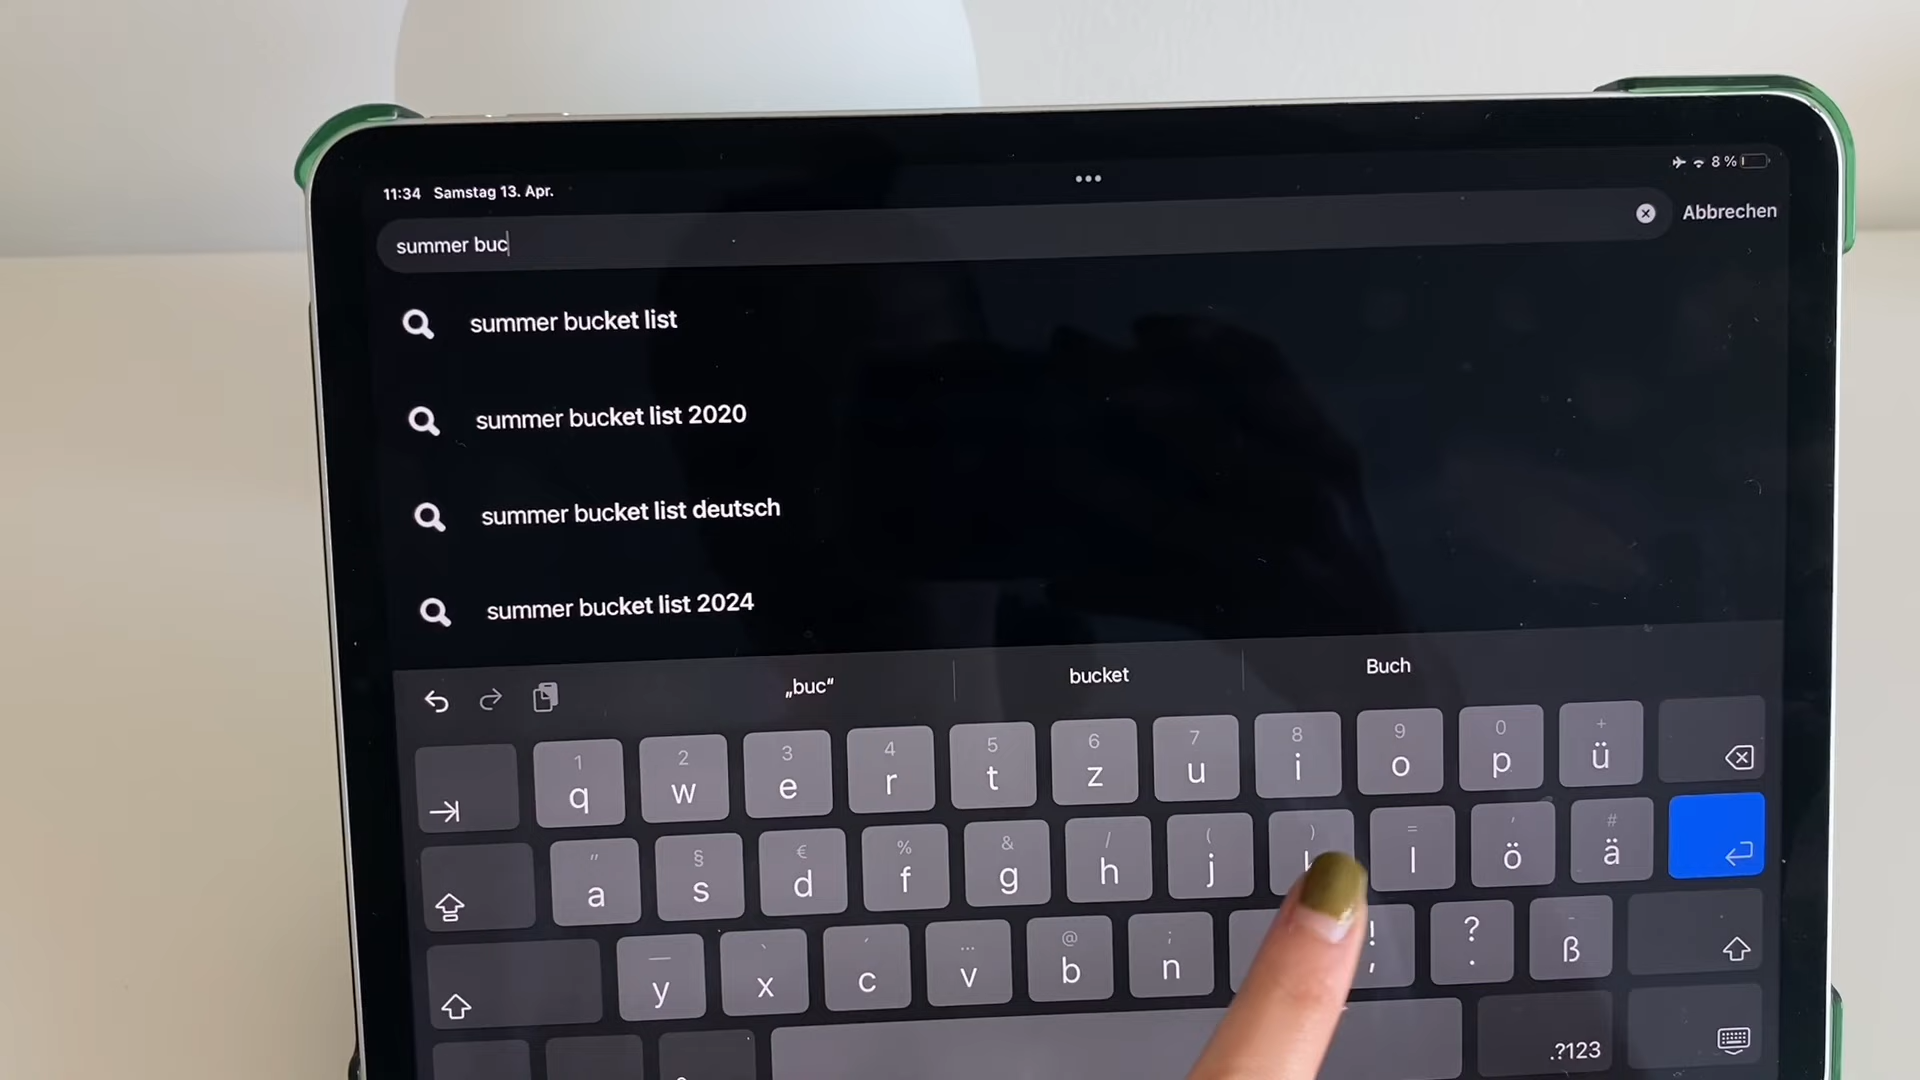 11:34 Samstag 13. Apr.
8 %
summer buc
Abbrechen
summer bucket list
summer bucket list 2020
summer bucket list deutsch
summer bucket list 2024
„buc“ bucket Buch
1 2 3 4 5 6 7 8 9 0 +
q w e r t z u i o p ü
" § € % & / ( ) = ' #
a s d f g h j l ö ä
_ ` ´ ... @ ; ! ? -
y x c v b n , . ß
.?123